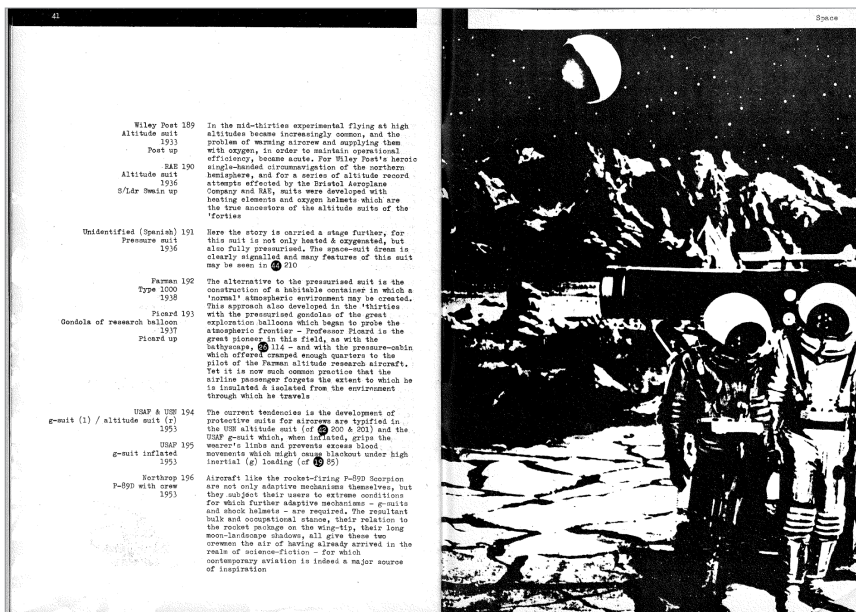 41
Space
Wiley Post 189
Altitude suit
1933
Post up
RAE 190
Altitude suit
1936
S/Ldr Swain up
In the mid-thirties experimental flying at high
altitudes became increasingly common, and the
problem of warming aircrew and supplying them
with oxygen, in order to maintain operational
efficiency, became acute. For Wiley Post's heroic
single-handed circumnavigation of the northern
hemisphere, and for a series of altitude record
attempts effected by the Bristol Aeroplane
Company and RAE, suits were developed with
heating elements and oxygen helmets which are
the true ancestors of the altitude suits of the
'forties
Unidentified (Spanish) 191
Pressure suit
1936
Here the story is carried a stage further, for
this suit is not only heated & oxygenated, but
also fully pressurised. The space-suit dream is
clearly signalled and many features of this suit
may be seen in 44 210
Farman 192
Type 1000
1938
Picard 193
Gondola of research balloon
1937
Picard up
The alternative to the pressurised suit is the
construction of a habitable container in which a
'normal' atmospheric environment may be created.
This approach also developed in the 'thirties
with the pressurised gondolas of the great
exploration balloons which began to probe the
atmospheric frontier - Professor Picard is the
great pioneer in this field, as with the
bathyscape, 26 114 - and with the pressure-cabin
which offered cramped enough quarters to the
pilot of the Farman altitude research aircraft.
Yet it is now such common practice that the
airline passenger forgets the extent to which he
is insulated & isolated from the environment
through which he travels
USAF & USN 194
g-suit (l) / altitude suit (r)
1953
USAF 195
g-suit inflated
1953
The current tendencies is the development of
protective suits for aircrews are typified in
the USN altitude suit (cf 42 200 & 201) and the
USAF g-suit which, when inflated, grips the
wearer's limbs and prevents excess blood
movements which might cause blackout under high
inertial (g) loading (cf 19 85)
Northrop 196
F-89D with crew
1953
Aircraft like the rocket-firing F-89D Scorpion
are not only adaptive mechanisms themselves, but
they subject their users to extreme conditions
for which further adaptive mechanisms - g-suits
and shock helmets - are required. The resultant
bulk and occupational stance, their relation to
the rocket package on the wing-tip, their long
moon-landscape shadows, all give these two
crewmen the air of having already arrived in the
realm of science-fiction - for which
contemporary aviation is indeed a major source
of inspiration